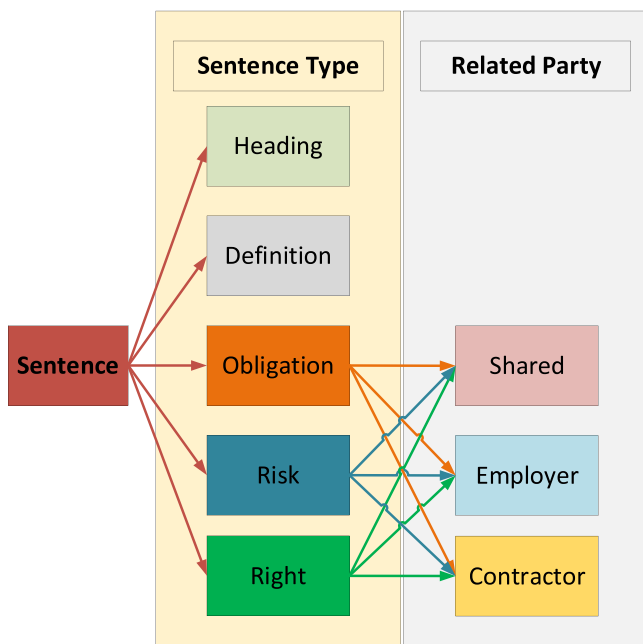 Sentence Type
Related Party
Heading
Definition
Sentence
Obligation
Shared
Risk
Employer
Right
Contractor